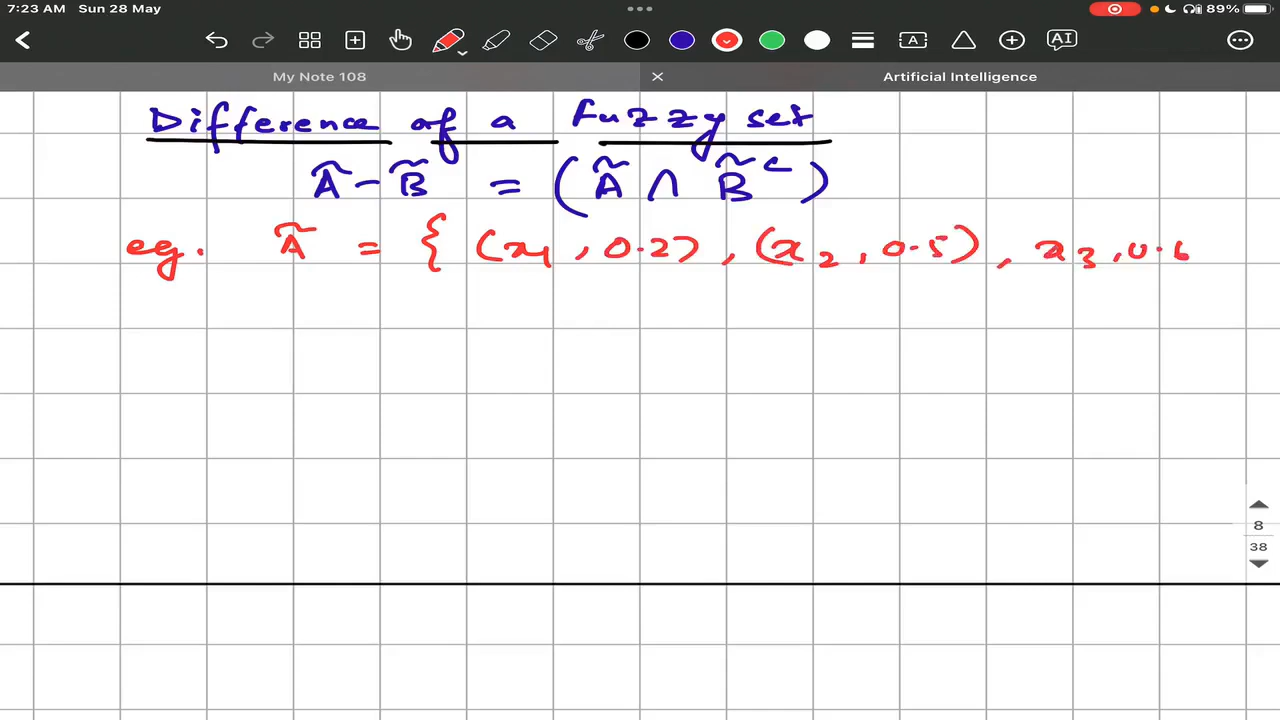 7:23 AM Sun 28 May 89%
My Note 108 Artificial Intelligence
Difference of a Fuzzy set
Ã - B̃ = (Ã ∩ B̃ᶜ)
eg. Ã = { (x₁, 0.2), (x₂, 0.5), x₃, 0.6
8
38